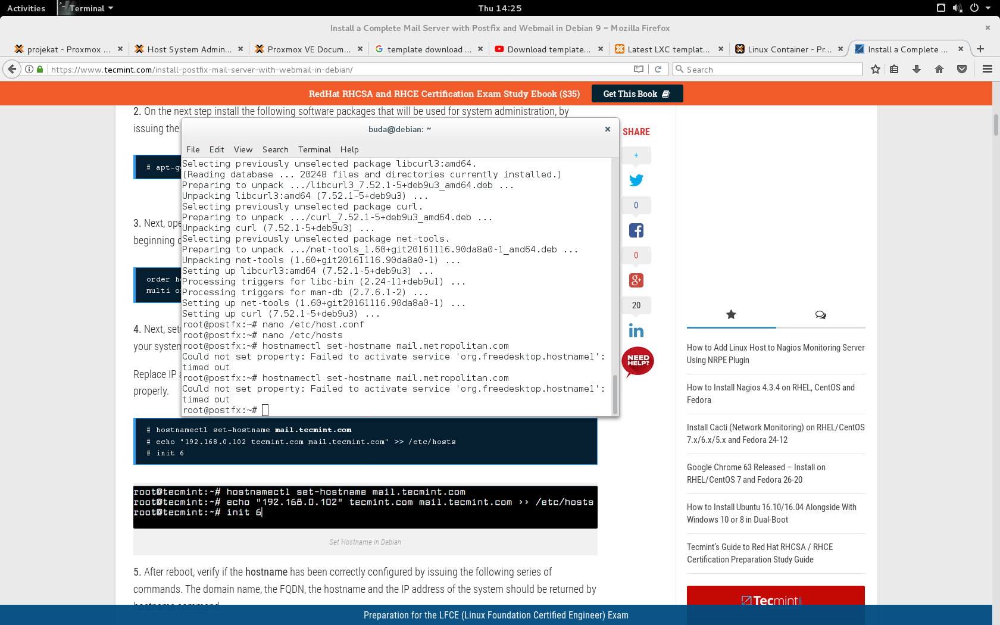 Activities
Terminal
Thu 14:25
Install a Complete Mail Server with Postfix and Webmail in Debian 9 – Mozilla Firefox
projekat - Proxmox ...
Host System Admin...
Proxmox VE Docum...
template download ...
Download template...
Latest LXC templat...
Linux Container - Pr...
Install a Complete ...
https://www.tecmint.com/install-postfix-mail-server-with-webmail-in-debian/
Search
RedHat RHCSA and RHCE Certification Exam Study Ebook ($35)
Get This Book
2. On the next step install the following software packages that will be used for system administration, by
issuing the
# apt-g
3. Next, ope
beginning o
order h
multi o
4. Next, set
your system
Replace IP a
properly.
buda@debian: ~
File Edit View Search Terminal Help
Selecting previously unselected package libcurl3:amd64.
(Reading database ... 20248 files and directories currently installed.)
Preparing to unpack .../libcurl3_7.52.1-5+deb9u3_amd64.deb ...
Unpacking libcurl3:amd64 (7.52.1-5+deb9u3) ...
Selecting previously unselected package curl.
Preparing to unpack .../curl_7.52.1-5+deb9u3_amd64.deb ...
Unpacking curl (7.52.1-5+deb9u3) ...
Selecting previously unselected package net-tools.
Preparing to unpack .../net-tools_1.60+git20161116.90da8a0-1_amd64.deb ...
Unpacking net-tools (1.60+git20161116.90da8a0-1) ...
Setting up libcurl3:amd64 (7.52.1-5+deb9u3) ...
Processing triggers for libc-bin (2.24-11+deb9u1) ...
Processing triggers for man-db (2.7.6.1-2) ...
Setting up net-tools (1.60+git20161116.90da8a0-1) ...
Setting up curl (7.52.1-5+deb9u3) ...
root@postfx:~# nano /etc/host.conf
root@postfx:~# nano /etc/hosts
root@postfx:~# hostnamectl set-hostname mail.metropolitan.com
Could not set property: Failed to activate service 'org.freedesktop.hostname1':
timed out
root@postfx:~# hostnamectl set-hostname mail.metropolitan.com
Could not set property: Failed to activate service 'org.freedesktop.hostname1':
timed out
root@postfx:~#
# hostnamectl set-hostname mail.tecmint.com
# echo "192.168.0.102 tecmint.com mail.tecmint.com" >> /etc/hosts
# init 6
root@tecmint:~# hostnamectl set-hostname mail.tecmint.com
root@tecmint:~# echo "192.168.0.102" tecmint.com mail.tecmint.com >> /etc/hosts
root@tecmint:~# init 6
Set Hostname in Debian
5. After reboot, verify if the hostname has been correctly configured by issuing the following series of
commands. The domain name, the FQDN, the hostname and the IP address of the system should be returned by
hostname command
SHARE
+
0
0
g+
20
in
NEED
HELP?
How to Add Linux Host to Nagios Monitoring Server
Using NRPE Plugin
How to Install Nagios 4.3.4 on RHEL, CentOS and
Fedora
Install Cacti (Network Monitoring) on RHEL/CentOS
7.x/6.x/5.x and Fedora 24-12
Google Chrome 63 Released – Install on
RHEL/CentOS 7 and Fedora 26-20
How to Install Ubuntu 16.10/16.04 Alongside With
Windows 10 or 8 in Dual-Boot
Tecmint's Guide to Red Hat RHCSA / RHCE
Certification Preparation Study Guide
Tecmint
Preparation for the LFCE (Linux Foundation Certified Engineer) Exam